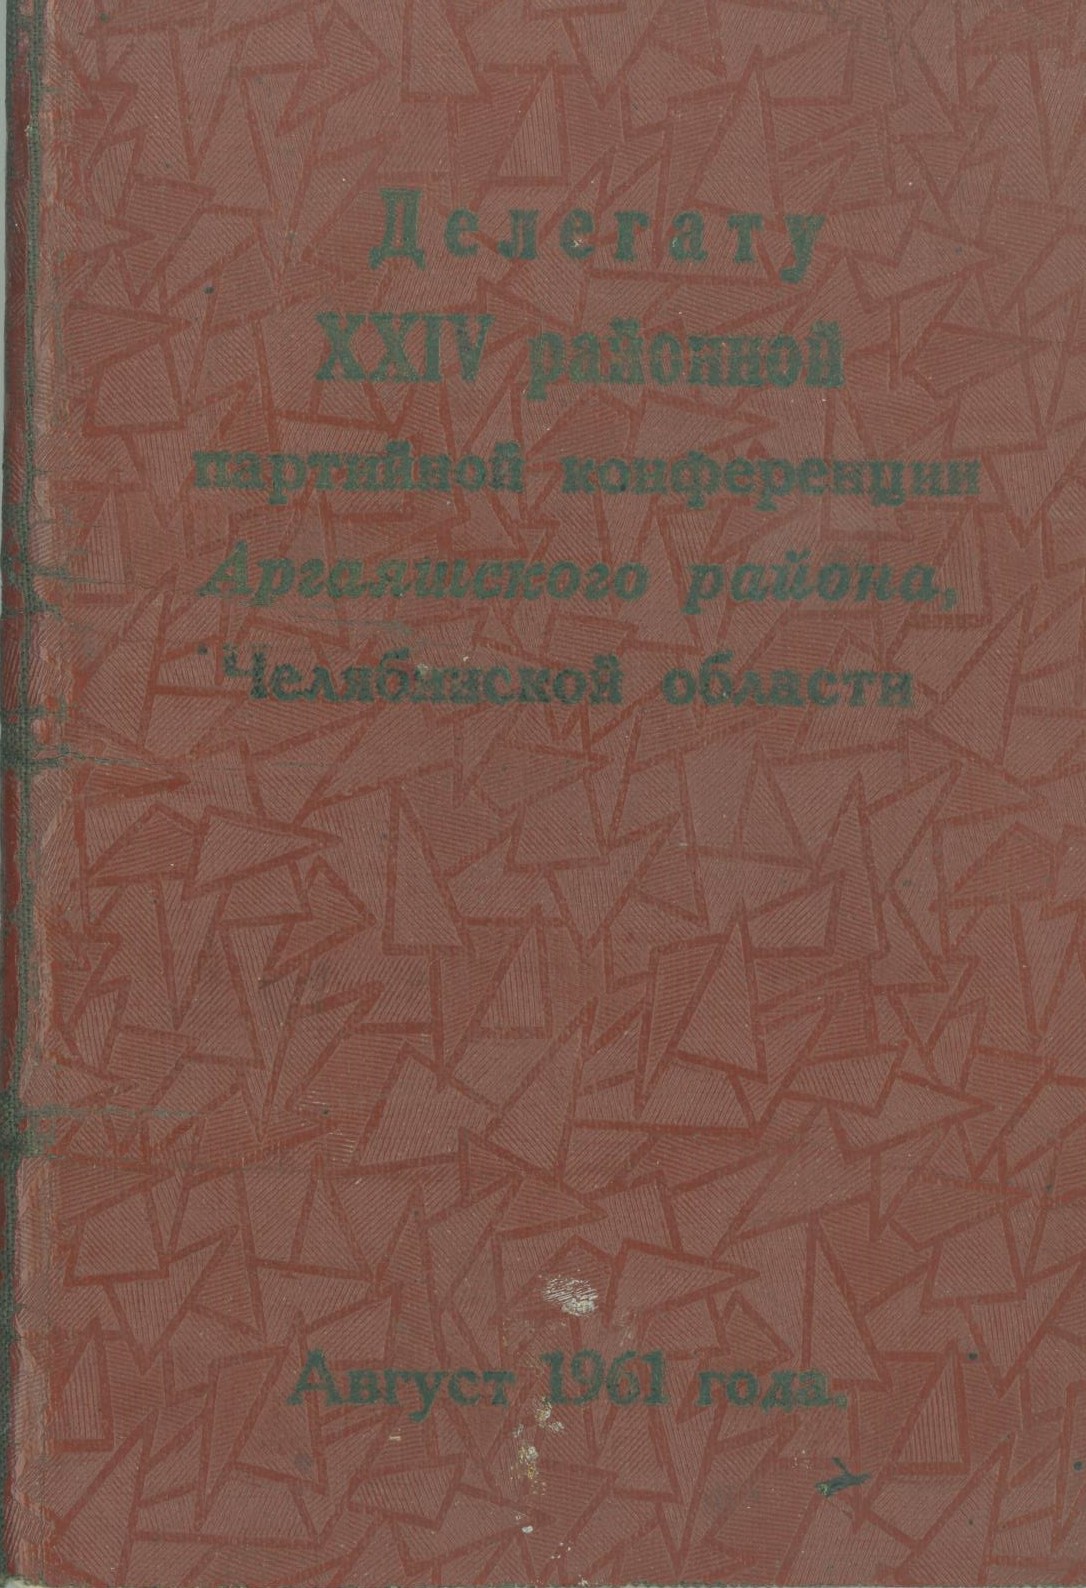 Делегату
XXIV районной
партийной конференции
Аргаяшского района,
Челябинской области
Август 1961 года.